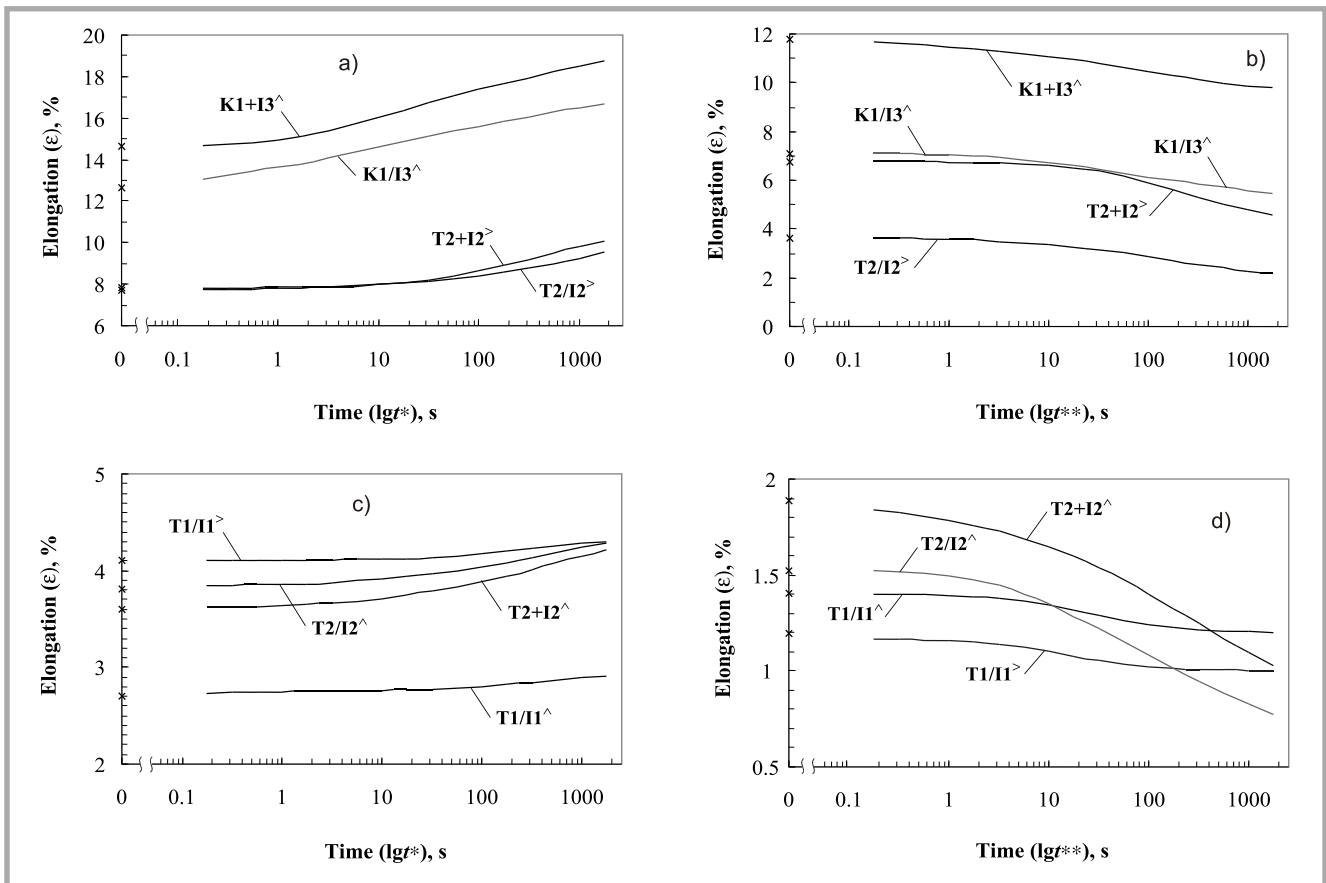 a)
Elongation (ε), %
20
18
16
14
12
10
8
6
K1+I3^
K1/I3^
T2+I2>
T2/I2>
0 0.1 1 10 100 1000
Time (lgt*), s
b)
Elongation (ε), %
12
10
8
6
4
2
0
K1+I3^
K1/I3^
K1/I3^
T2+I2>
T2/I2>
0 0.1 1 10 100 1000
Time (lgt**), s
c)
Elongation (ε), %
5
4
3
2
T1/I1>
T2+I2^
T2/I2^
T1/I1^
0 0.1 1 10 100 1000
Time (lgt*), s
d)
Elongation (ε), %
2
1.5
1
0.5
T2+I2^
T2/I2^
T1/I1^
T1/I1>
0 0.1 1 10 100 1000
Time (lgt**), s